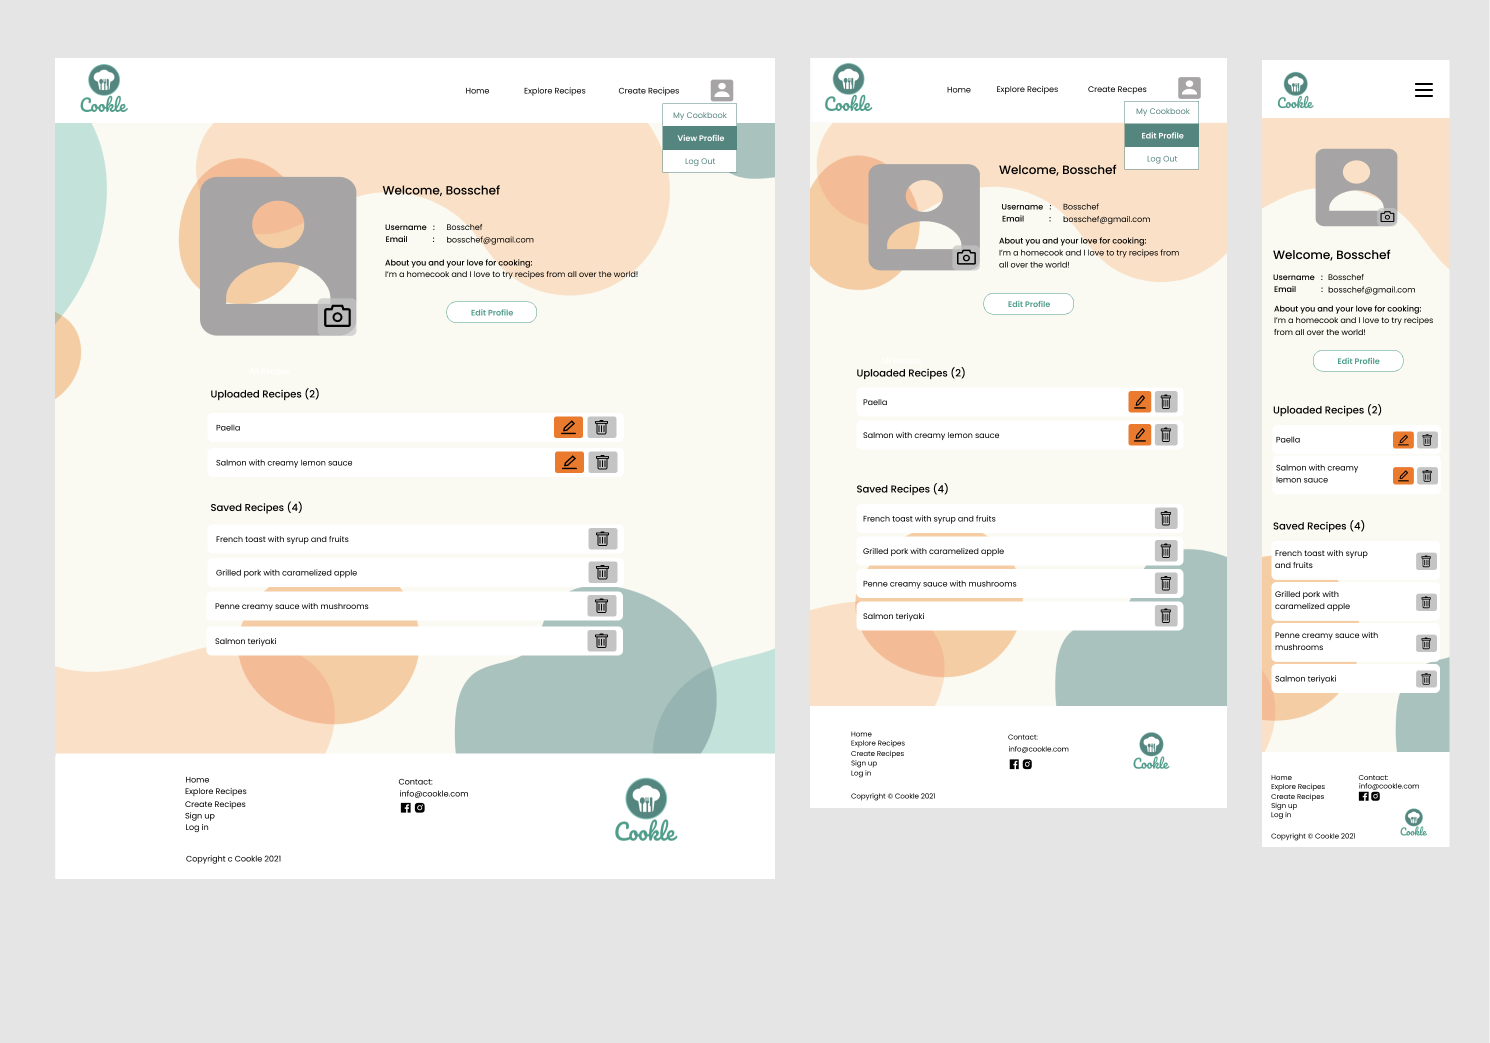 Cookle
Home
Explore Recipes
Create Recipes
My Cookbook
View Profile
Log Out
Welcome, Bosschef
Username : Bosschef
Email : bosschef@gmail.com
About you and your love for cooking:
I'm a homecook and I love to try recipes from all over the world!
Edit Profile
Uploaded Recipes (2)
Paella
Salmon with creamy lemon sauce
Saved Recipes (4)
French toast with syrup and fruits
Grilled pork with caramelized apple
Penne creamy sauce with mushrooms
Salmon teriyaki
Home
Explore Recipes
Create Recipes
Sign up
Log in
Copyright c Cookle 2021
Contact:
info@cookle.com
Cookle
Cookle
Home
Explore Recipes
Create Recpes
My Cookbook
Edit Profile
Log Out
Welcome, Bosschef
Username : Bosschef
Email : bosschef@gmail.com
About you and your love for cooking:
I'm a homecook and I love to try recipes from
all over the world!
Edit Profile
Uploaded Recipes (2)
Paella
Salmon with creamy lemon sauce
Saved Recipes (4)
French toast with syrup and fruits
Grilled pork with caramelized apple
Penne creamy sauce with mushrooms
Salmon teriyaki
Home
Explore Recipes
Create Recipes
Sign up
Log in
Copyright © Cookle 2021
Contact:
info@cookle.com
Cookle
Cookle
Welcome, Bosschef
Username : Bosschef
Email : bosschef@gmail.com
About you and your love for cooking:
I'm a homecook and I love to try recipes
from all over the world!
Edit Profile
Uploaded Recipes (2)
Paella
Salmon with creamy
lemon sauce
Saved Recipes (4)
French toast with syrup
and fruits
Grilled pork with
caramelized apple
Penne creamy sauce with
mushrooms
Salmon teriyaki
Home
Explore Recipes
Create Recipes
Sign up
Log in
Copyright © Cookle 2021
Contact:
info@cookle.com
Cookle